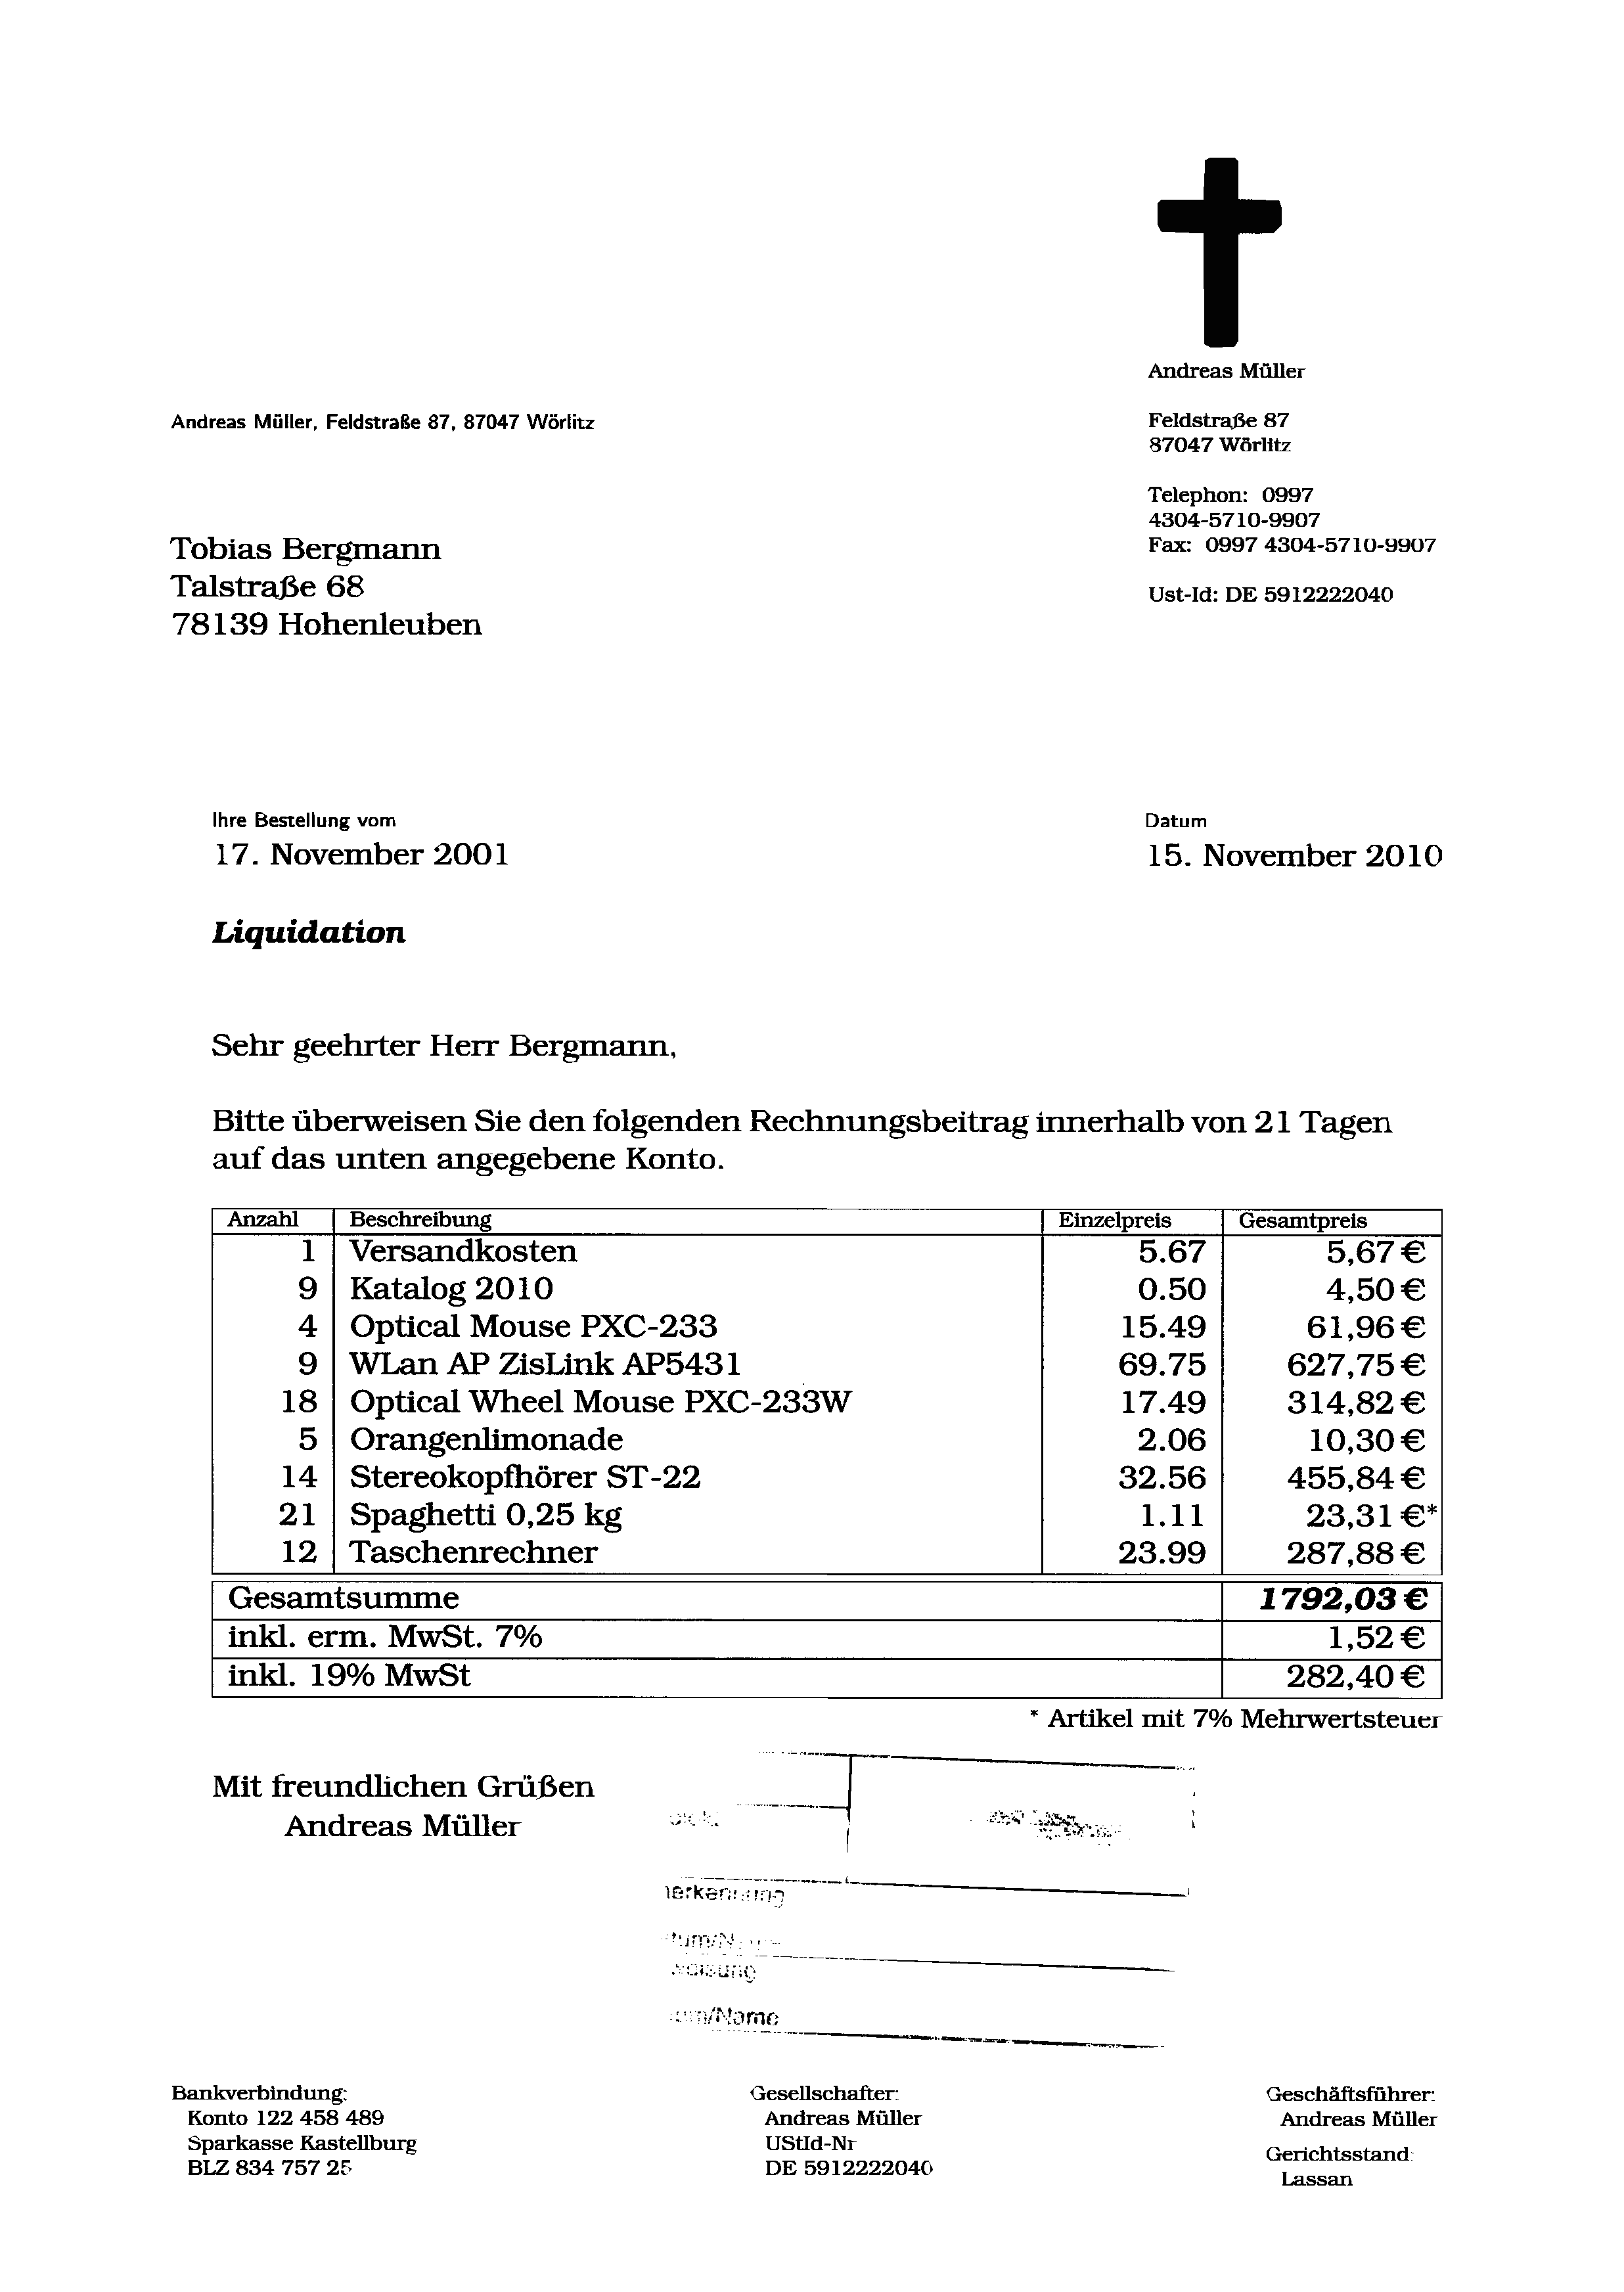 Andreas Müller
Andreas Müller, Feldstraße 87, 87047 Wörlitz
Feldstraße 87
87047 Wörlitz
Telephon: 0997
4304-5710-9907
Fax: 0997 4304-5710-9907
Ust-Id: DE 5912222040
Tobias Bergmann
Talstraße 68
78139 Hohenleuben
Ihre Bestellung vom Datum
17. November 2001 15. November 2010
Liquidation
Sehr geehrter Herr Bergmann,
Bitte überweisen Sie den folgenden Rechnungsbeitrag innerhalb von 21 Tagen
auf das unten angegebene Konto.
Anzahl Beschreibung Einzelpreis Gesamtpreis
1 Versandkosten 5.67 5,67 €
9 Katalog 2010 0.50 4,50 €
4 Optical Mouse PXC-233 15.49 61,96 €
9 WLan AP ZisLink AP5431 69.75 627,75 €
18 Optical Wheel Mouse PXC-233W 17.49 314,82 €
5 Orangenlimonade 2.06 10,30 €
14 Stereokopfhörer ST-22 32.56 455,84 €
21 Spaghetti 0,25 kg 1.11 23,31 €*
12 Taschenrechner 23.99 287,88 €
Gesamtsumme 1792,03 €
inkl. erm. MwSt. 7% 1,52 €
inkl. 19% MwSt 282,40 €
* Artikel mit 7% Mehrwertsteuer
Mit freundlichen Grüßen
Andreas Müller
/Name
Bankverbindung: Gesellschafter: Geschäftsführer:
Konto 122 458 489 Andreas Müller Andreas Müller
Sparkasse Kastellburg UStId-Nr Gerichtsstand:
BLZ 834 757 25 DE 5912222040 Lassan